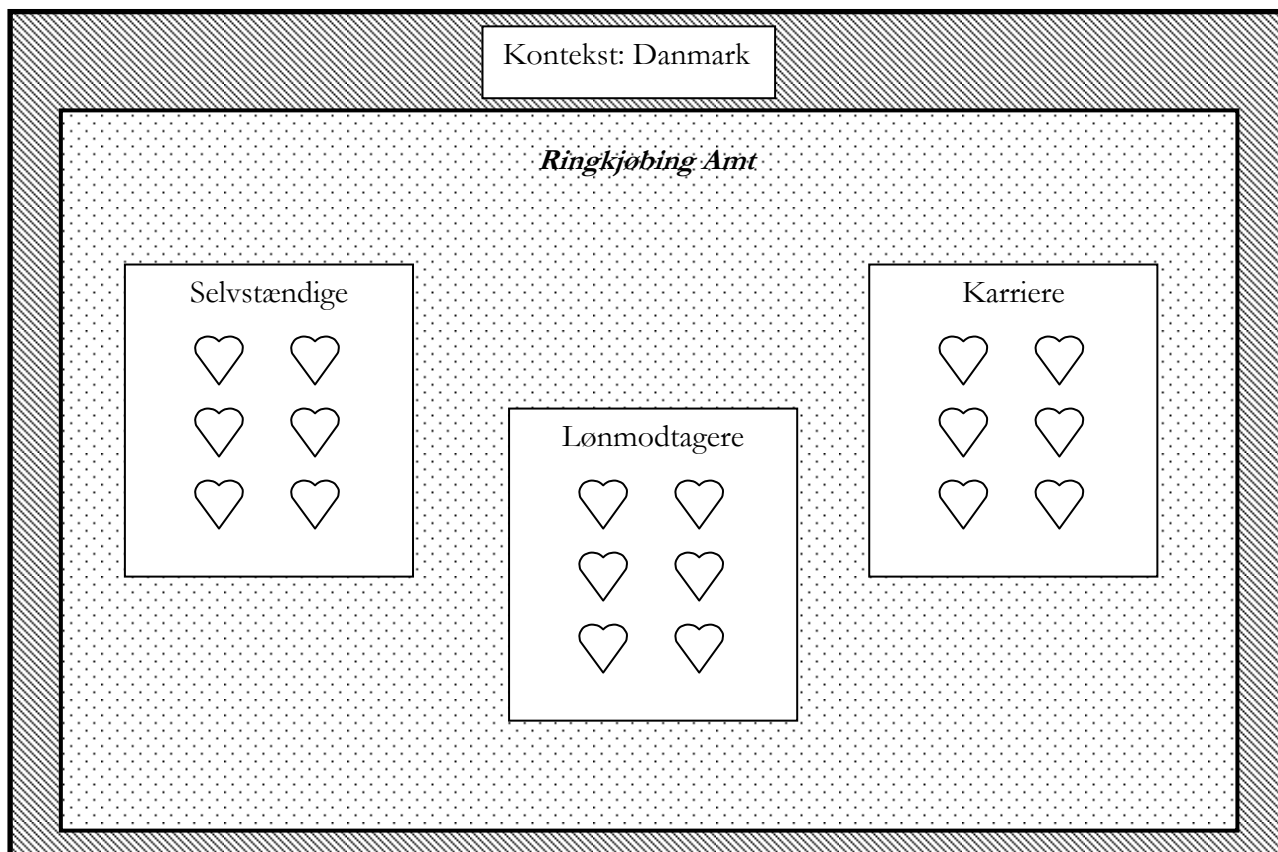 Kontekst: Danmark
Ringkjøbing Amt
Selvstændige
Karriere
Lønmodtagere